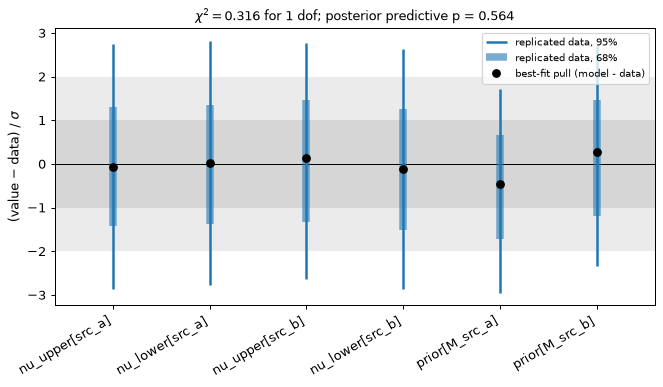 χ² = 0.316 for 1 dof; posterior predictive p = 0.564
replicated data, 95%
replicated data, 68%
best-fit pull (model - data)
(value − data) / σ
3
2
1
0
−1
−2
−3
nu_upper[src_a]
nu_lower[src_a]
nu_upper[src_b]
nu_lower[src_b]
prior[M_src_a]
prior[M_src_b]